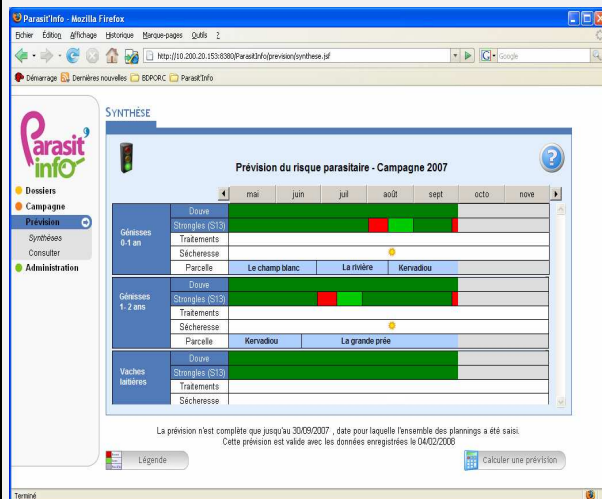 Parasit'Info - Mozilla Firefox
Fichier Édition Affichage Historique Marque-pages Outils ?
http://10.200.20.153:8380/ParasitInfo/prevision/synthese.jsf
Google
Démarrage Dernières nouvelles BDPORC Parasit'Info
Parasit'
info
SYNTHÈSE
Prévision du risque parasitaire - Campagne 2007
Dossiers
Campagne
Prévision
Synthèses
Consulter
Administration
mai juin juil août sept octo nove
Génisses 0-1 an
Douve
Strongles (S13)
Traitements
Sécheresse
Parcelle Le champ blanc La rivière Kervadiou
Génisses 1- 2 ans
Douve
Strongles (S13)
Traitements
Sécheresse
Parcelle Kervadiou La grande prée
Vaches laitières
Douve
Strongles (S13)
Traitements
Sécheresse
La prévision n'est complète que jusqu'au 30/09/2007 , date pour laquelle l'ensemble des plannings a été saisi.
Cette prévision est valide avec les données enregistrées le 04/02/2008
Légende
Calculer une prévision
Terminé